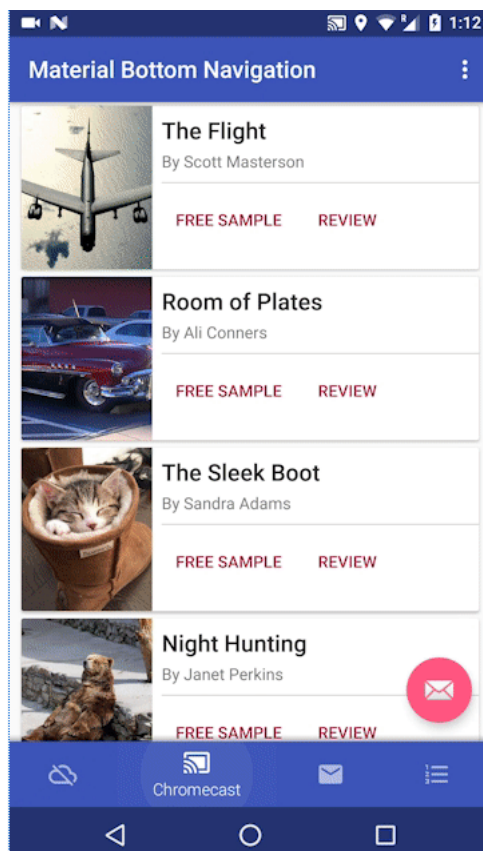 1:12
Material Bottom Navigation
The Flight
By Scott Masterson
FREE SAMPLE REVIEW
Room of Plates
By Ali Conners
FREE SAMPLE REVIEW
The Sleek Boot
By Sandra Adams
FREE SAMPLE REVIEW
Night Hunting
By Janet Perkins
FREE SAMPLE REVIEW
Chromecast